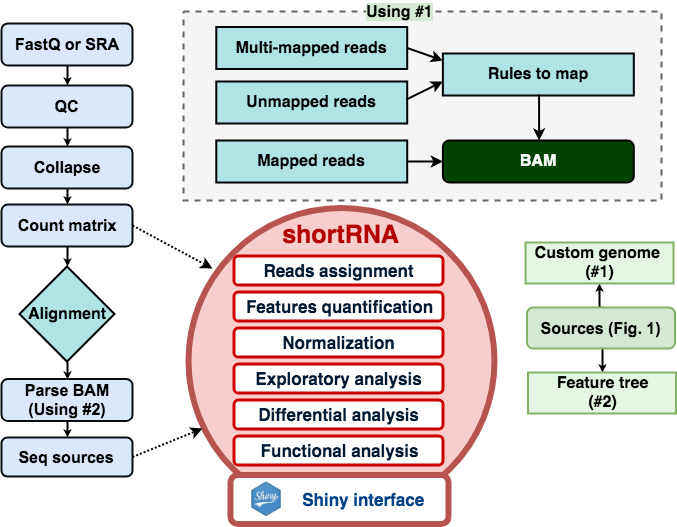 FastQ or SRA
QC
Collapse
Count matrix
Alignment
Parse BAM
(Using #2)
Seq sources
Using #1
Multi-mapped reads
Unmapped reads
Mapped reads
Rules to map
BAM
shortRNA
Reads assignment
Features quantification
Normalization
Exploratory analysis
Differential analysis
Functional analysis
Shiny
Shiny interface
Custom genome
(#1)
Sources (Fig. 1)
Feature tree
(#2)